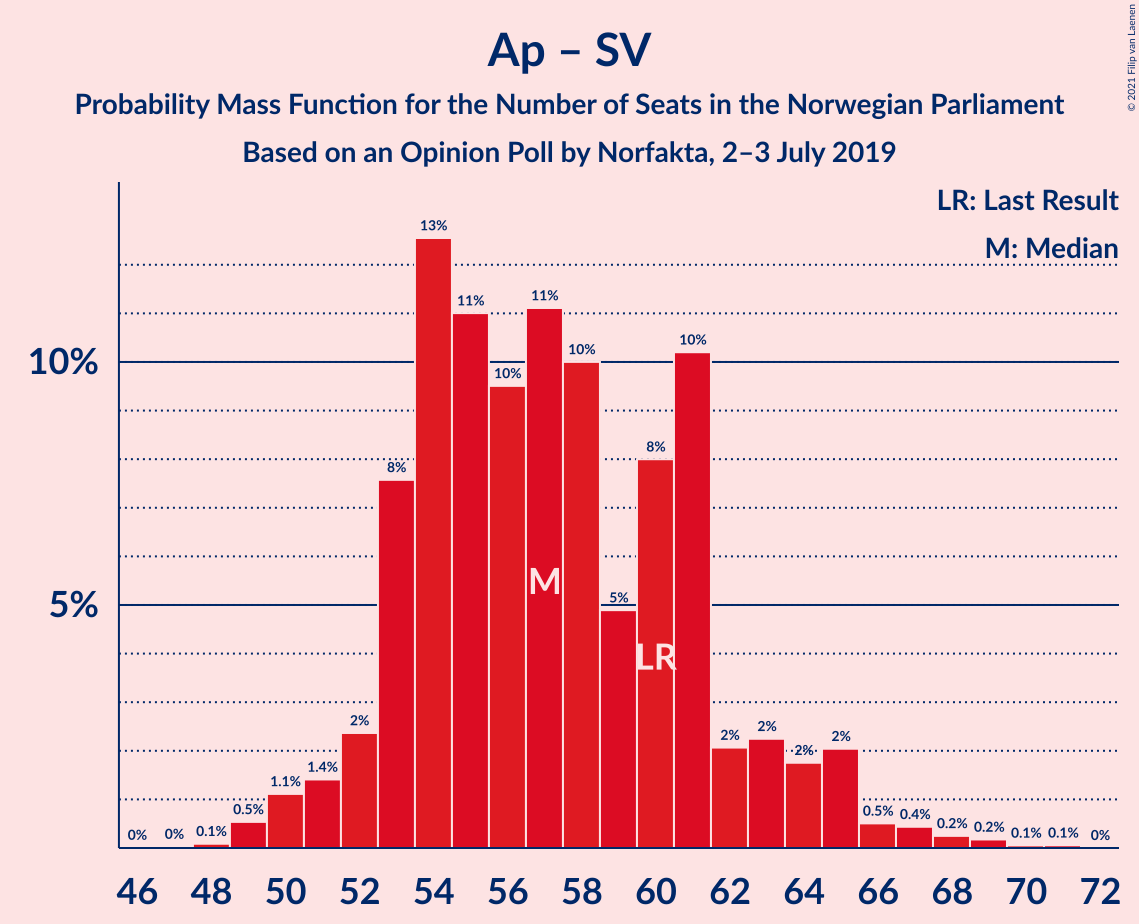 © 2021 Filip van Laenen
Ap – SV
Probability Mass Function for the Number of Seats in the Norwegian Parliament
Based on an Opinion Poll by Norfakta, 2–3 July 2019
LR: Last Result
M: Median
10%
5%
0% 0% 0.1% 0.5% 1.1% 1.4% 2% 8% 13% 11% 10% 11% 10% 5% 8% 10% 2% 2% 2% 2% 0.5% 0.4% 0.2% 0.2% 0.1% 0.1% 0%
M
LR
46 48 50 52 54 56 58 60 62 64 66 68 70 72